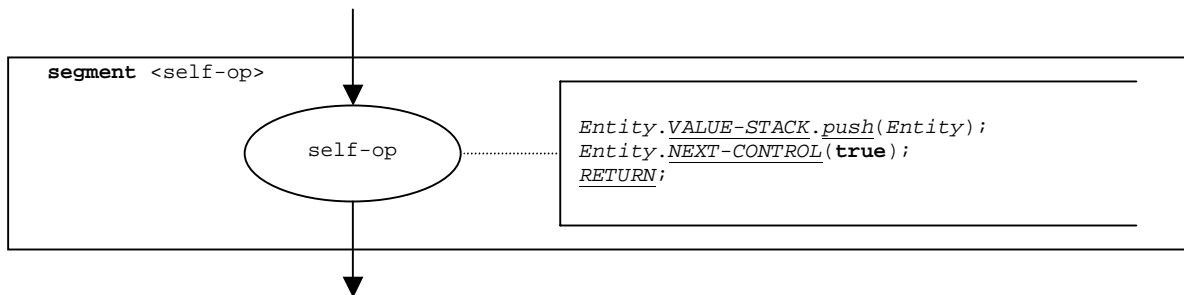 segment <self-op>
self-op
Entity.VALUE-STACK.push(Entity);
Entity.NEXT-CONTROL(true);
RETURN;